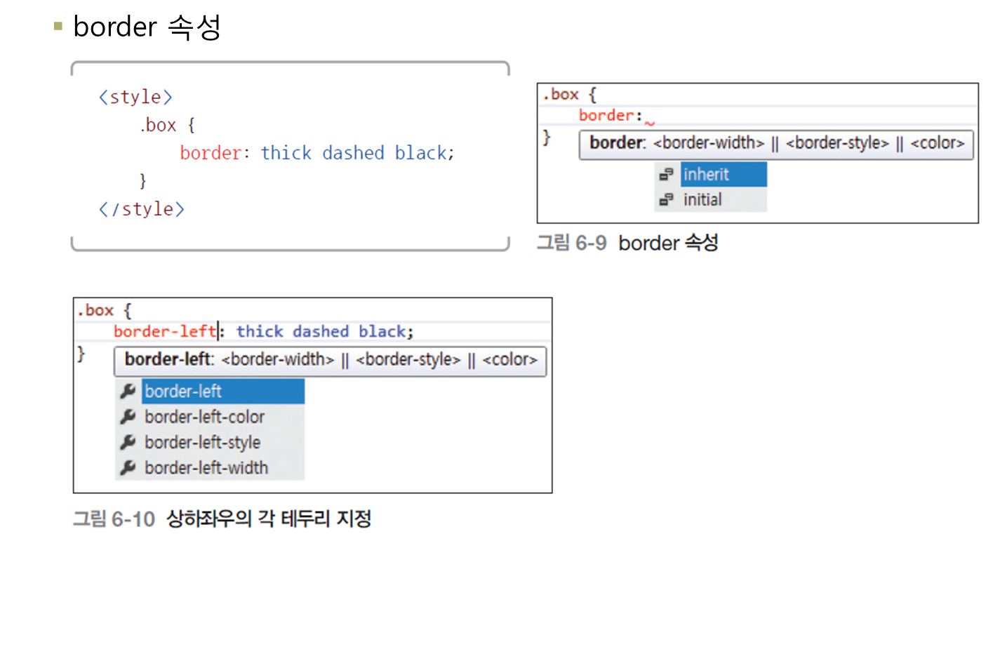 border 속성
<style>
.box {
border: thick dashed black;
}
</style>
.box {
border:
}
border: <border-width> || <border-style> || <color>
inherit
initial
그림 6-9 border 속성
.box {
border-left: thick dashed black;
}
border-left: <border-width> || <border-style> || <color>
border-left
border-left-color
border-left-style
border-left-width
그림 6-10 상하좌우의 각 테두리 지정